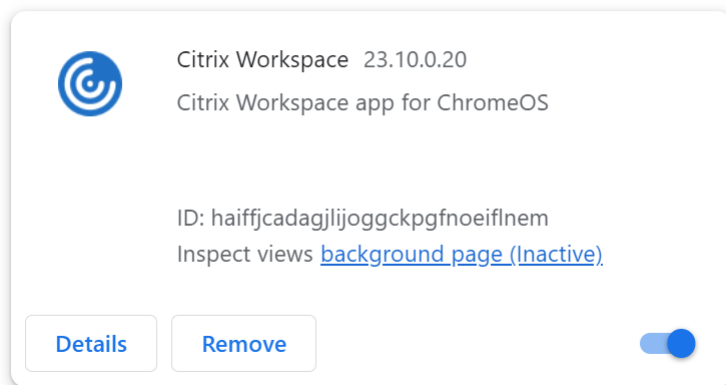 Citrix Workspace 23.10.0.20
Citrix Workspace app for ChromeOS
ID: haiffjcadagjlijoggckpgfnoeiflnem
Inspect views background page (Inactive)
Details Remove